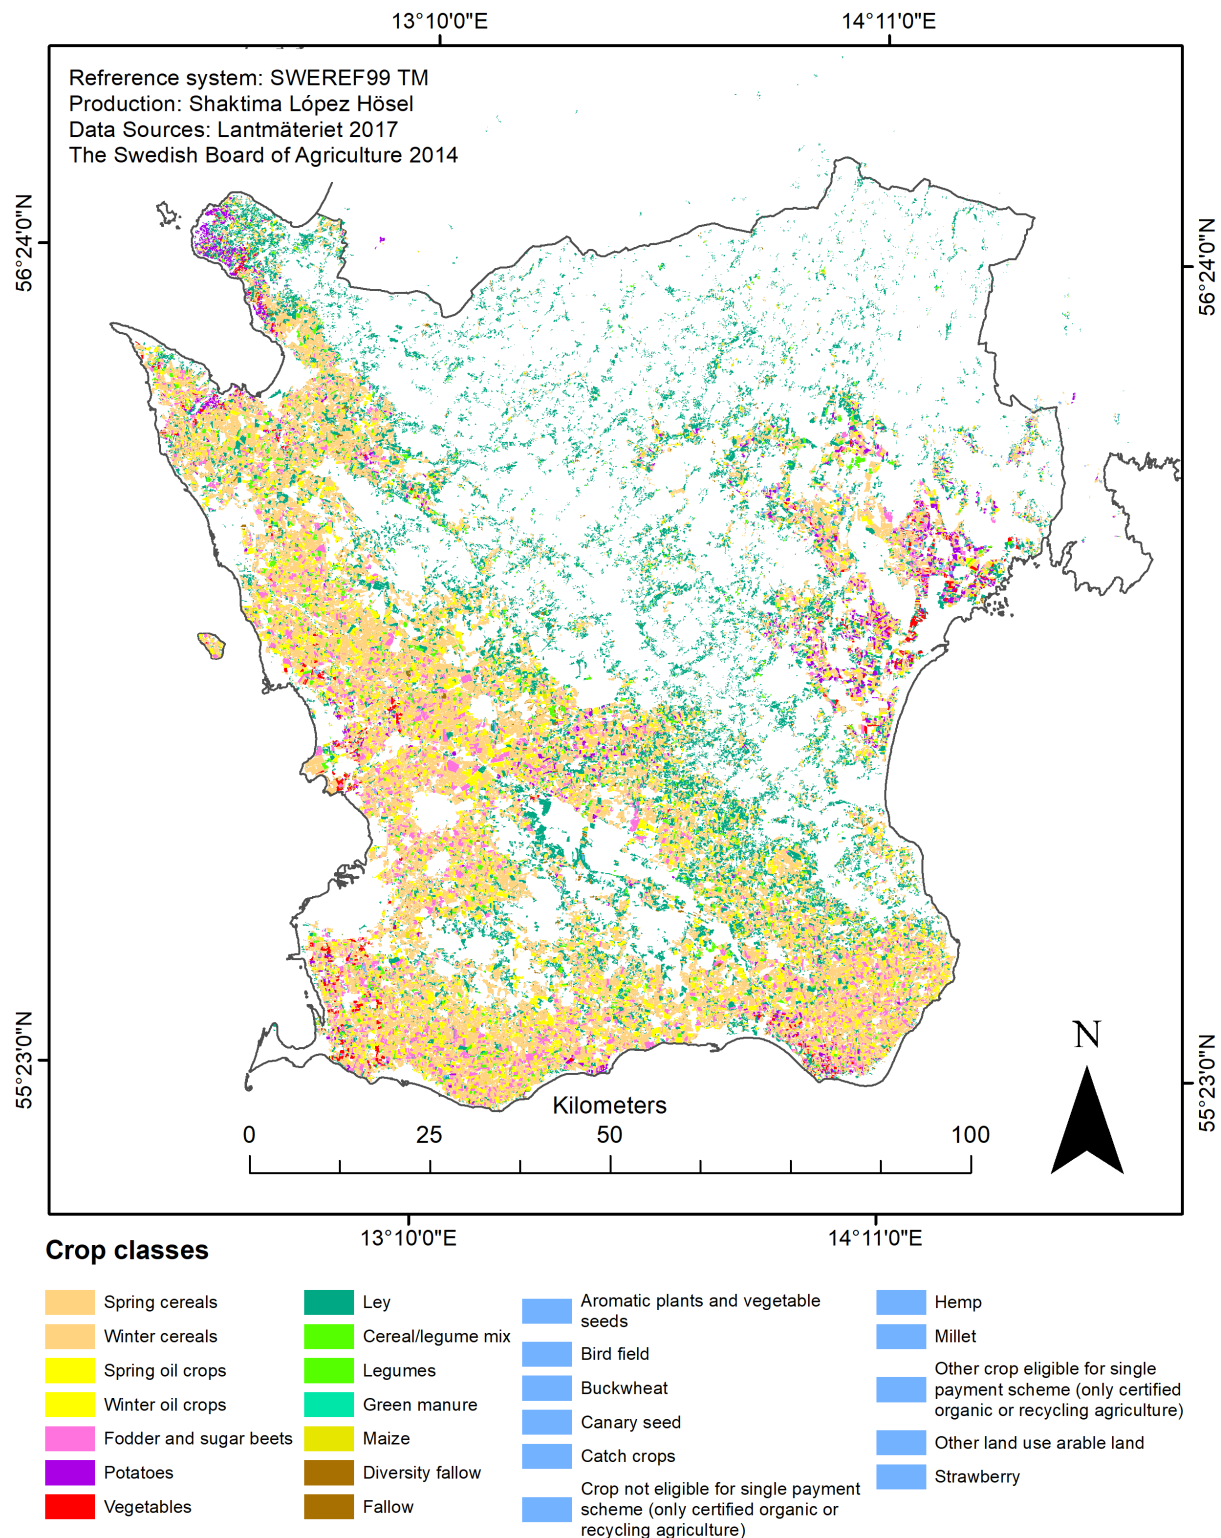 13°10'0"E
14°11'0"E
Refrerence system: SWEREF99 TM
Production: Shaktima López Hösel
Data Sources: Lantmäteriet 2017
The Swedish Board of Agriculture 2014
56°24'0"N
56°24'0"N
55°23'0"N
55°23'0"N
N
Kilometers
0
25
50
100
13°10'0"E
14°11'0"E
Crop classes
Spring cereals
Winter cereals
Spring oil crops
Winter oil crops
Fodder and sugar beets
Potatoes
Vegetables
Ley
Cereal/legume mix
Legumes
Green manure
Maize
Diversity fallow
Fallow
Aromatic plants and vegetable
seeds
Bird field
Buckwheat
Canary seed
Catch crops
Crop not eligible for single payment
scheme (only certified organic or
recycling agriculture)
Hemp
Millet
Other crop eligible for single
payment scheme (only certified
organic or recycling agriculture)
Other land use arable land
Strawberry